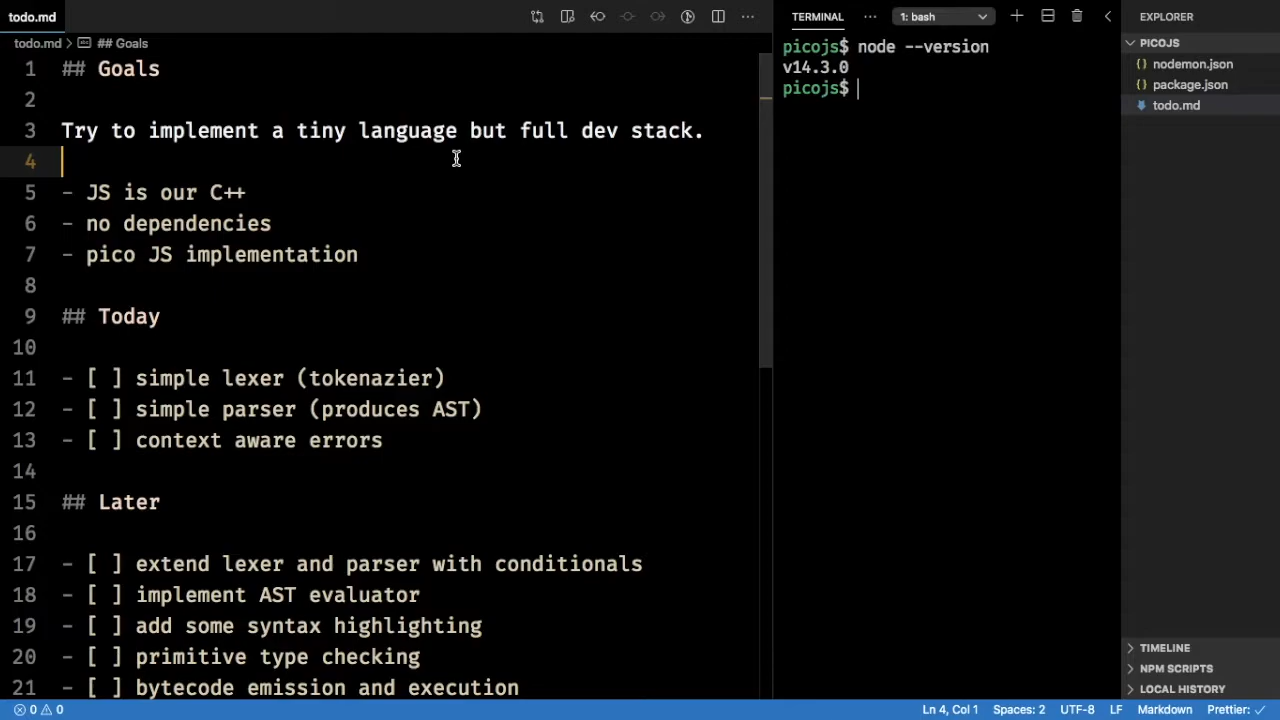 todo.md
TERMINAL
1: bash
EXPLORER
todo.md > ## Goals
PICOJS
nodemon.json
package.json
todo.md
1 ## Goals
2
3 Try to implement a tiny language but full dev stack.
4
5 - JS is our C++
6 - no dependencies
7 - pico JS implementation
8
9 ## Today
10
11 - [ ] simple lexer (tokenazier)
12 - [ ] simple parser (produces AST)
13 - [ ] context aware errors
14
15 ## Later
16
17 - [ ] extend lexer and parser with conditionals
18 - [ ] implement AST evaluator
19 - [ ] add some syntax highlighting
20 - [ ] primitive type checking
21 - [ ] bytecode emission and execution
picojs$ node --version
v14.3.0
picojs$
TIMELINE
NPM SCRIPTS
LOCAL HISTORY
0 0
Ln 4, Col 1
Spaces: 2
UTF-8
LF
Markdown
Prettier: ✓